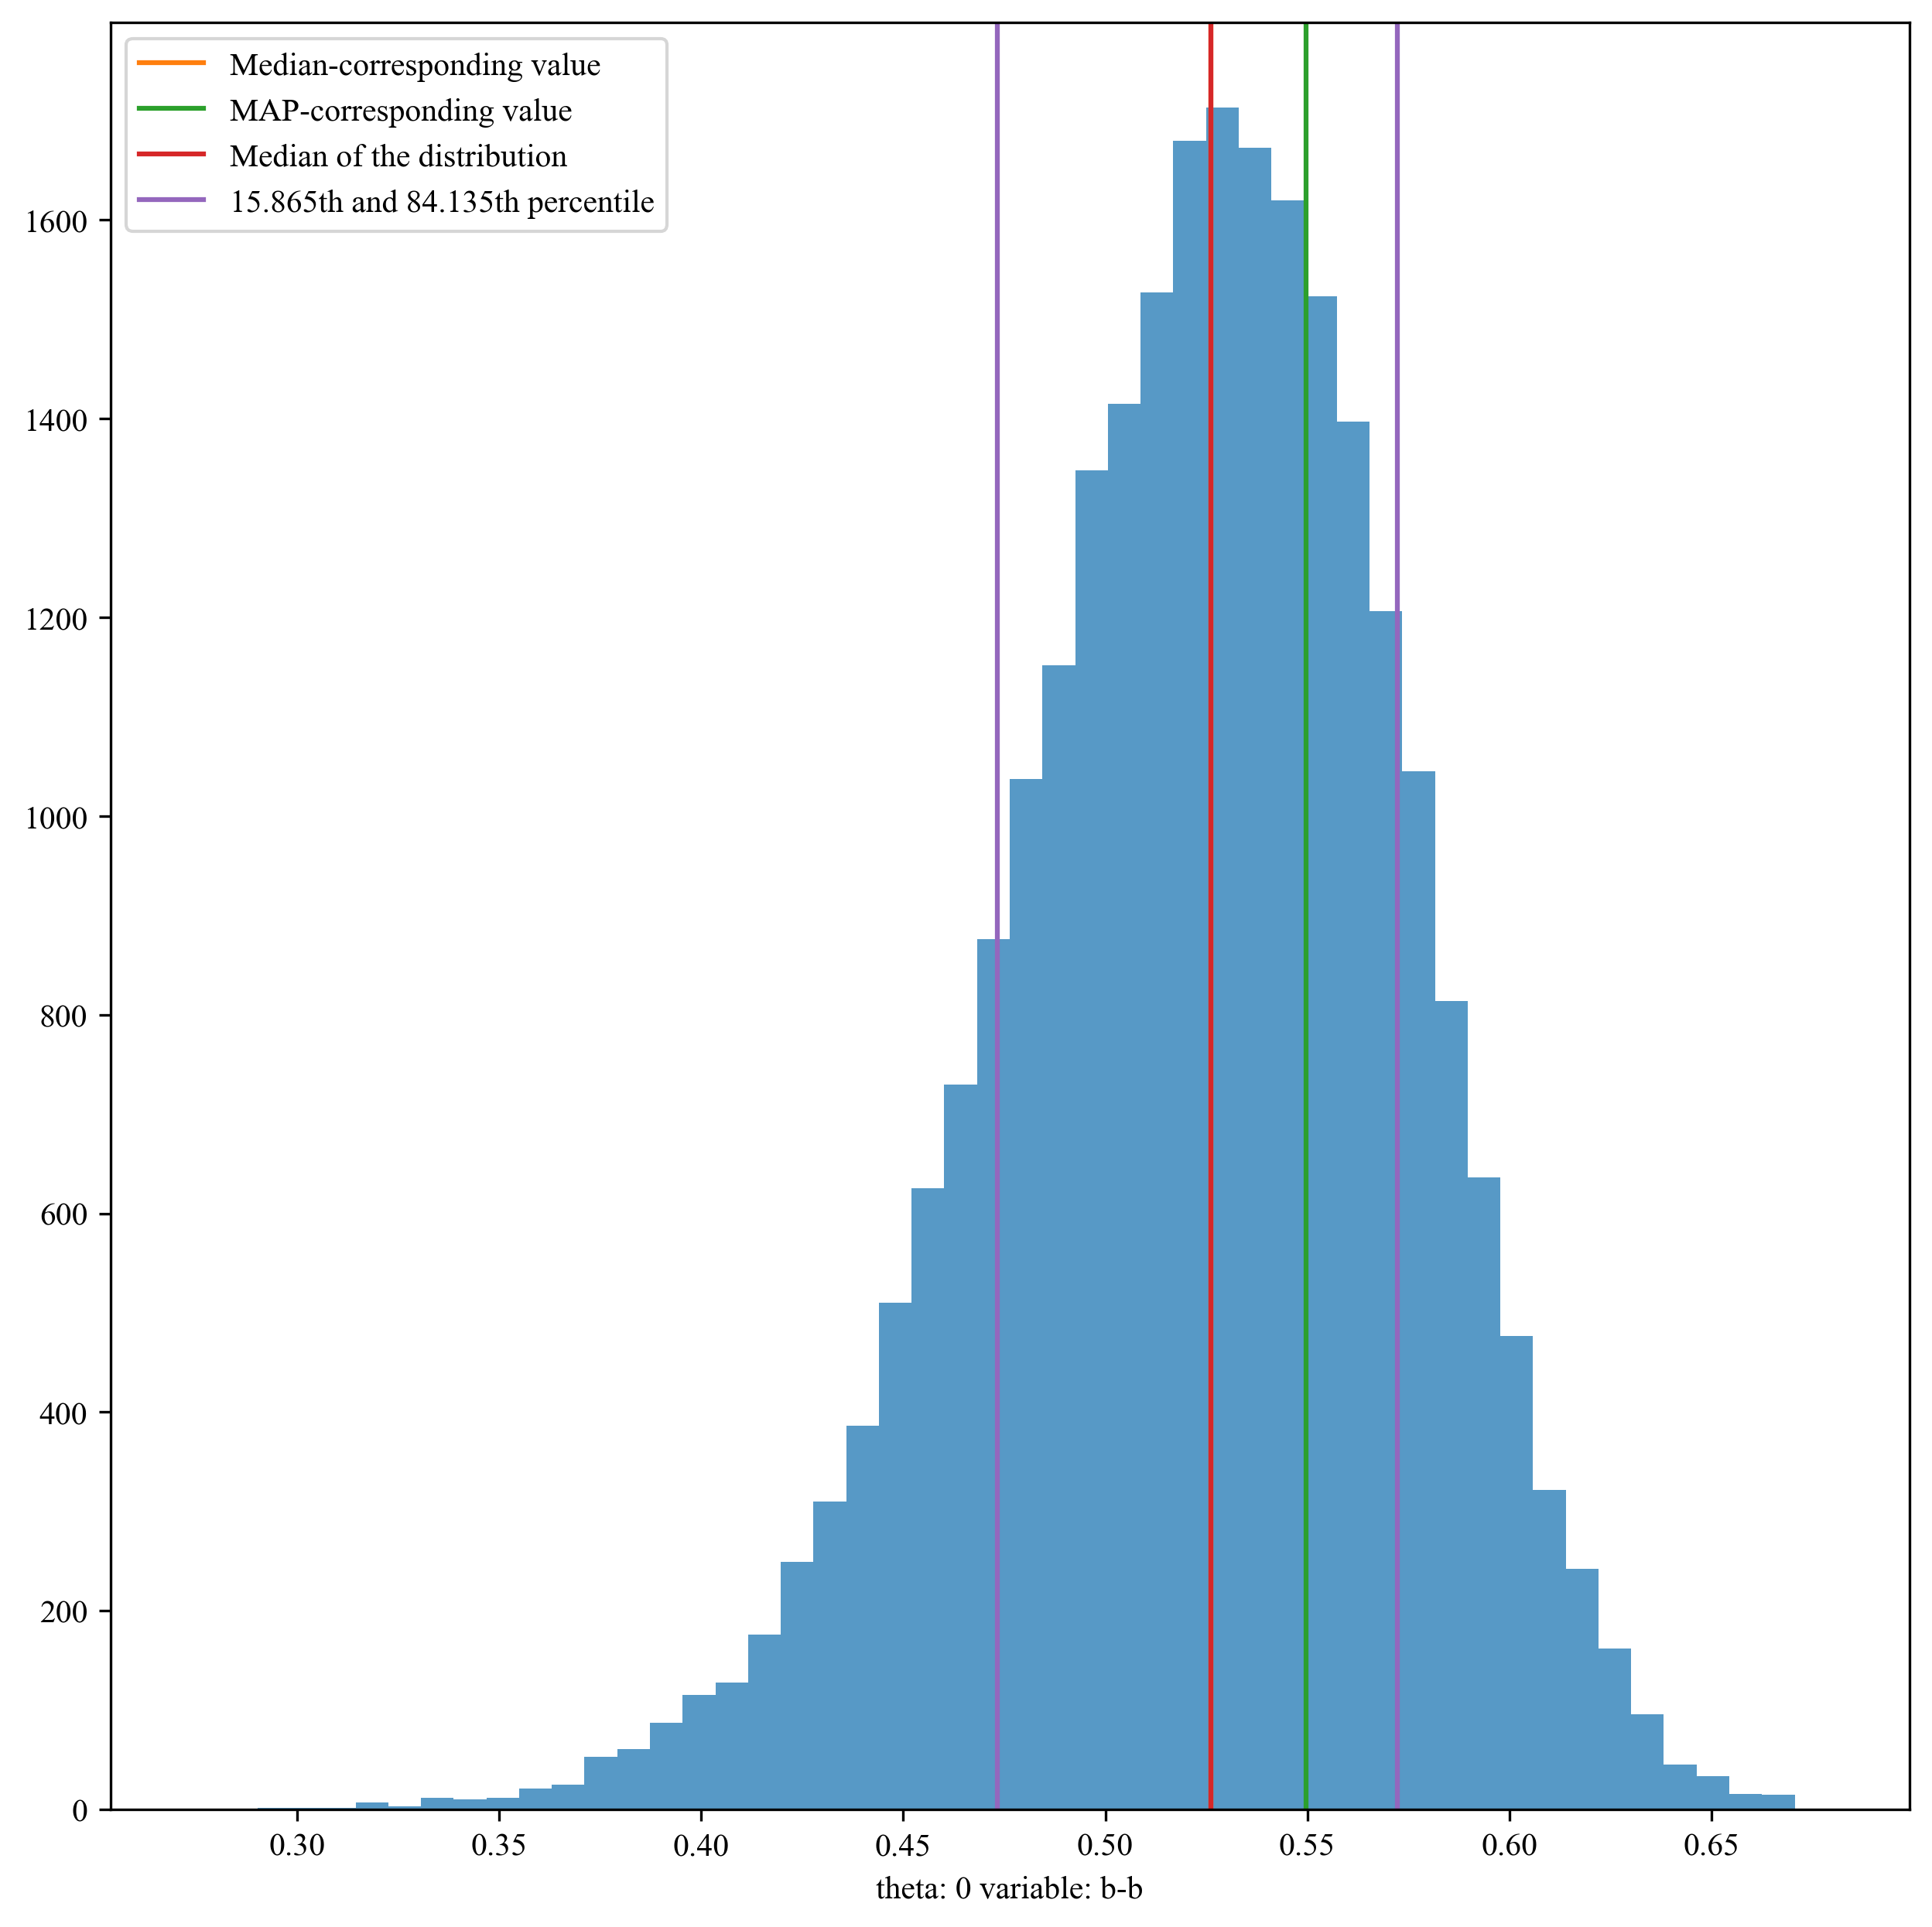 Median-corresponding value
MAP-corresponding value
Median of the distribution
15.865th and 84.135th percentile
1600
1400
1200
1000
800
600
400
200
0
0.30 0.35 0.40 0.45 0.50 0.55 0.60 0.65
theta: 0 variable: b-b